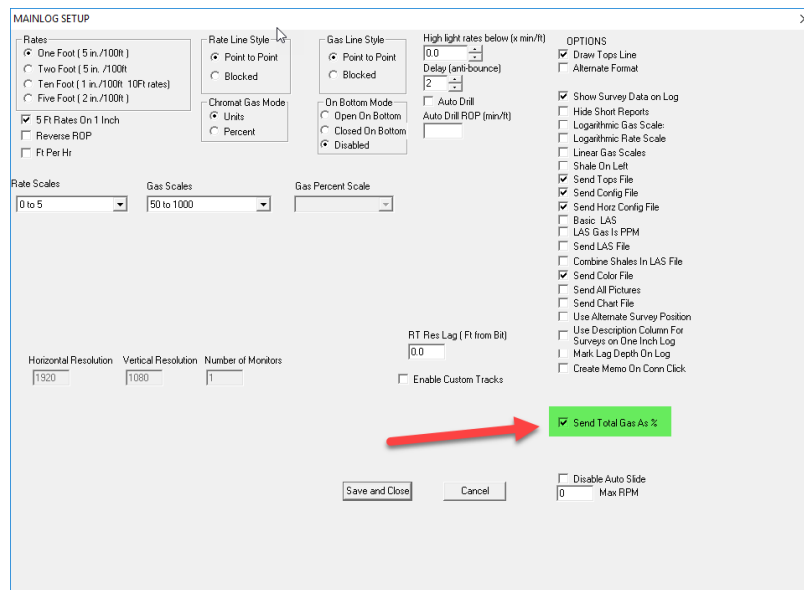 MAINLOG SETUP
Rates
One Foot ( 5 in./100ft )
Two Foot ( 5 in. /100ft
Ten Foot ( 1 in./100ft 10Ft rates)
Five Foot ( 2 in./100ft )
5 Ft Rates On 1 Inch
Reverse ROP
Ft Per Hr
Rate Line Style
Point to Point
Blocked
Chromat Gas Mode
Units
Percent
Gas Line Style
Point to Point
Blocked
On Bottom Mode
Open On Bottom
Closed On Bottom
Disabled
High light rates below (x min/ft)
0.0
Delay (anti-bounce)
2
Auto Drill
Auto Drill ROP (min/ft)
Rate Scales
0 to 5
Gas Scales
50 to 1000
Gas Percent Scale
OPTIONS
Draw Tops Line
Alternate Format
Show Survey Data on Log
Hide Short Reports
Logarithmic Gas Scale:
Logarithmic Rate Scale
Linear Gas Scales
Shale On Left
Send Tops File
Send Config File
Send Horz Config File
Basic LAS
LAS Gas Is PPM
Send LAS File
Combine Shales In LAS File
Send Color File
Send All Pictures
Send Chart File
Use Alternate Survey Position
Use Description Column For
Surveys on One Inch Log
Mark Lag Depth On Log
Create Memo On Conn Click
RT Res Lag ( Ft from Bit)
0.0
Enable Custom Tracks
Horizontal Resolution
1920
Vertical Resolution
1080
Number of Monitors
1
Send Total Gas As %
Save and Close
Cancel
Disable Auto Slide
0
Max RPM